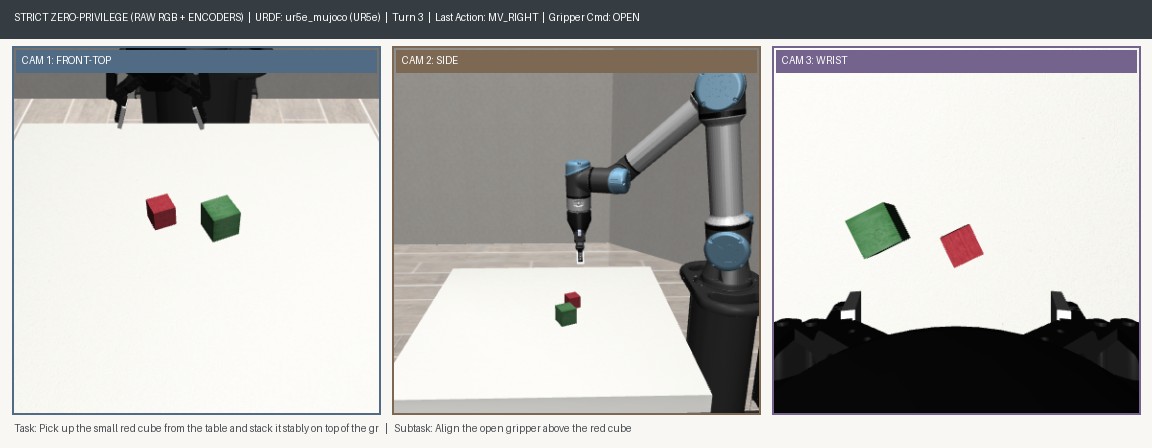 STRICT ZERO-PRIVILEGE (RAW RGB + ENCODERS) | URDF: ur5e_mujoco (UR5e) | Turn 3 | Last Action: MV_RIGHT | Gripper Cmd: OPEN
CAM 1: FRONT-TOP
CAM 2: SIDE
CAM 3: WRIST
Task: Pick up the small red cube from the table and stack it stably on top of the gr | Subtask: Align the open gripper above the red cube